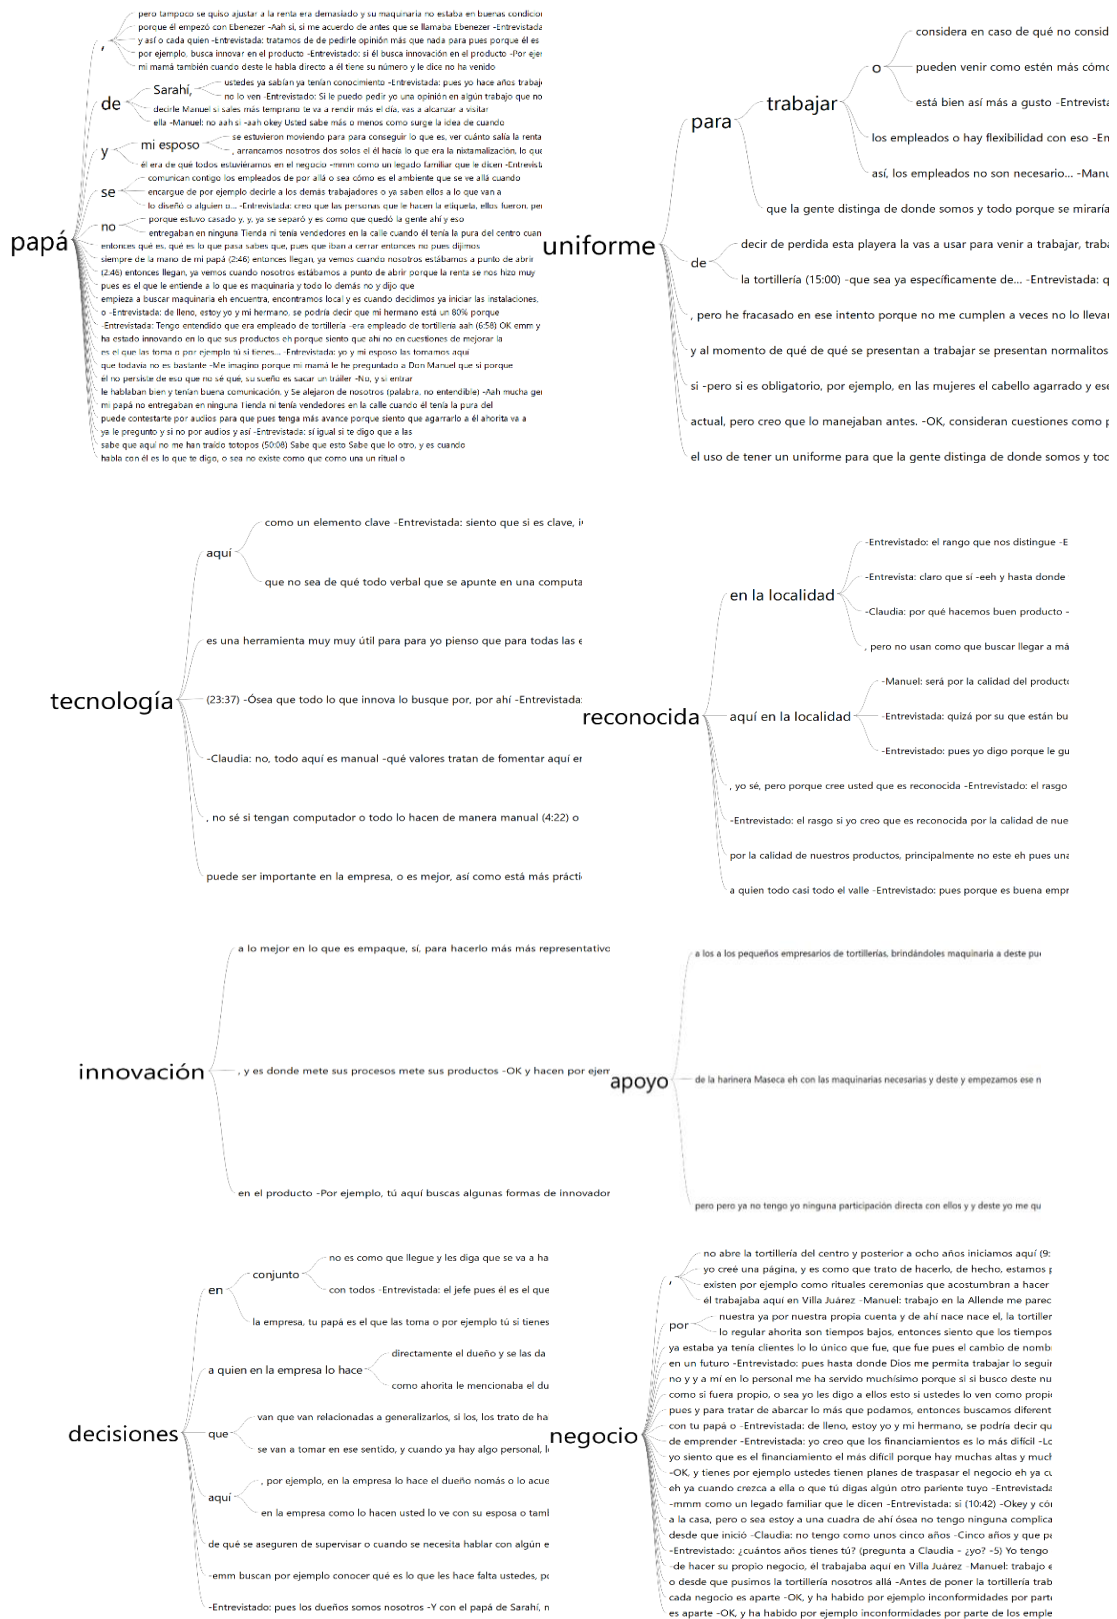 papá
, pero tampoco se quiso ajustar a la renta era demasiado y su maquinaria no estaba en buenas condicio
porque él empezó con Ebenezer -Aah si, si me acuerdo de antes que se llamaba Ebenezer -Entrevistada
y así o cada quien -Entrevistada: tratamos de de pedirle opinión más que nada para pues porque él es
por ejemplo, busca innovar en el producto -Entrevistado: si él busca innovación en el producto -Por eje
mi mamá también cuando deste le habla directo a él tiene su número y le dice no ha venido
de
Sarahí,
ustedes ya sabían ya tenían conocimiento -Entrevistada: pues yo hace años trabaj
no lo ven -Entrevistado: Si le puedo pedir yo una opinión en algún trabajo que no
decirle Manuel si sales más temprano te va a rendir más el día, vas a alcanzar a visitar
ella -Manuel: no aah si -aah okey Usted sabe más o menos como surge la idea de cuando
y
mi esposo
se estuvieron moviendo para para conseguir lo que es, ver cuánto salía la renta
, arrancamos nosotros dos solos el él hacía lo que era la nixtamalización, lo que
él era de qué todos estuviéramos en el negocio -mmm como un legado familiar que le dicen -Entrevist
se
comunican contigo los empleados de por allá o sea cómo es el ambiente que se ve allá cuando
encargue de por ejemplo decirle a los demás trabajadores o ya saben ellos a lo que van a
lo diseñó o alguien o... -Entrevistada: creo que las personas que le hacen la etiqueta, ellos fueron, per
no
porque estuvo casado y, y, ya se separó y es como que quedó la gente ahí y eso
entregaban en ninguna Tienda ni tenía vendedores en la calle cuando él tenía la pura del centro cuan
entonces qué es, qué es lo que pasa sabes que, pues que iban a cerrar entonces no pues dijimos
siempre de la mano de mi papá (2:46) entonces llegan, ya vemos cuando nosotros estábamos a punto de abrir
(2:46) entonces llegan, ya vemos cuando nosotros estábamos a punto de abrir porque la renta se nos hizo muy
pues es el que le entiende a lo que es maquinaria y todo lo demás no y dijo que
empieza a buscar maquinaria eh encuentra, encontramos local y es cuando decidimos ya iniciar las instalaciones,
o -Entrevistada: de lleno, estoy yo y mi hermano, se podría decir que mi hermano está un 80% porque
-Entrevistada: Tengo entendido que era empleado de tortillería -era empleado de tortillería aah (6:58) OK emm y
ha estado innovando en lo que sus productos eh porque siento que ahí no en cuestiones de mejorar la
es el que las toma o por ejemplo tú si tienes... -Entrevistada: yo y mi esposo las tomamos aquí
que todavía no es bastante -Me imagino porque mi mamá le he preguntado a Don Manuel que si porque
él no persiste de eso que no sé qué, su sueño es sacar un tráiler -No, y si entrar
le hablaban bien y tenían buena comunicación, y Se alejaron de nosotros (palabra, no entendible) -Aah mucha ge
mi papá no entregaban en ninguna Tienda ni tenía vendedores en la calle cuando él tenía la pura del
puede contestarte por audios para que pues tenga más avance porque siento que agarrarlo a él ahorita va a
ya le pregunto y si no por audios y así -Entrevistada: si igual si te digo que a las
sabe que aquí no me han traído totopos (50:08) Sabe que esto Sabe que lo otro, y es cuando
habla con él es lo que te digo, o sea no existe como que como una un ritual o
uniforme
para
trabajar
o
considera en caso de qué no consid
pueden venir como estén más cómo
está bien así más a gusto -Entrevista
los empleados o hay flexibilidad con eso -En
así, los empleados no son necesario... -Manu
que la gente distinga de donde somos y todo porque se miraría
de
decir de perdida esta playera la vas a usar para venir a trabajar, traba
la tortillería (15:00) -que sea ya específicamente de... -Entrevistada: q
, pero he fracasado en ese intento porque no me cumplen a veces no lo lleva
y al momento de qué de qué se presentan a trabajar se presentan normalitos
si -pero si es obligatorio, por ejemplo, en las mujeres el cabello agarrado y ese
actual, pero creo que lo manejaban antes. -OK, consideran cuestiones como p
el uso de tener un uniforme para que la gente distinga de donde somos y toc
tecnología
aquí
como un elemento clave -Entrevistada: siento que si es clave, i
que no sea de qué todo verbal que se apunte en una computa
es una herramienta muy muy útil para para yo pienso que para todas las e
(23:37) -Ósea que todo lo que innova lo busque por, por ahí -Entrevistada:
-Claudia: no, todo aquí es manual -qué valores tratan de fomentar aquí en
, no sé si tengan computador o todo lo hacen de manera manual (4:22) o
puede ser importante en la empresa, o es mejor, así como está más prácti
reconocida
en la localidad
-Entrevistado: el rango que nos distingue -E
-Entrevista: claro que sí -eeh y hasta donde
-Claudia: por qué hacemos buen producto -
, pero no usan como que buscar llegar a má
aquí en la localidad
-Manuel: será por la calidad del producto
-Entrevistada: quizá por su que están bu
-Entrevistado: pues yo digo porque le gu
, yo sé, pero porque cree usted que es reconocida -Entrevistado: el rasgo
-Entrevistado: el rasgo si yo creo que es reconocida por la calidad de nue
por la calidad de nuestros productos, principalmente no este eh pues una
a quien todo casi todo el valle -Entrevistado: pues porque es buena empr
innovación
a lo mejor en lo que es empaque, sí, para hacerlo más más representativo
, y es donde mete sus procesos mete sus productos -OK y hacen por ejem
en el producto -Por ejemplo, tú aquí buscas algunas formas de innovador
apoyo
a los a los pequeños empresarios de tortillerías, brindándoles maquinaria a deste pu
de la harinera Maseca eh con las maquinarias necesarias y deste y empezamos ese n
pero pero ya no tengo yo ninguna participación directa con ellos y y deste yo me qu
decisiones
en
conjunto
no es como que llegue y les diga que se va a ha
con todos -Entrevistada: el jefe pues él es el que
la empresa, tu papá es el que las toma o por ejemplo tú si tienes
a quien en la empresa lo hace
directamente el dueño y se las da
como ahorita le mencionaba el du
que
van que van relacionadas a generalizarlos, si los, los trato de ha
se van a tomar en ese sentido, y cuando ya hay algo personal, l
aquí
, por ejemplo, en la empresa lo hace el dueño nomás o lo acue
en la empresa como lo hacen usted lo ve con su esposa o tamb
de qué se aseguren de supervisar o cuando se necesita hablar con algún e
-emm buscan por ejemplo conocer qué es lo que les hace falta ustedes, po
-Entrevistado: pues los dueños somos nosotros -Y con el papá de Sarahí, n
negocio
,
no abre la tortillería del centro y posterior a ocho años iniciamos aquí (9:
yo creé una página, y es como que trato de hacerlo, de hecho, estamos p
existen por ejemplo como rituales ceremonias que acostumbran a hacer
él trabajaba aquí en Villa Juárez -Manuel: trabajo en la Allende me parec
por
nuestra ya por nuestra propia cuenta y de ahí nace nace el, la tortiller
lo regular ahorita son tiempos bajos, entonces siento que los tiempos
ya estaba ya tenía clientes lo lo único que fue, que fue pues el cambio de nomb
en un futuro -Entrevistado: pues hasta donde Dios me permita trabajar lo seguir
no y y a mí en lo personal me ha servido muchísimo porque si si busco deste nu
como si fuera propio, o sea yo les digo a ellos esto si ustedes lo ven como propi
pues y para tratar de abarcar lo más que podamos, entonces buscamos diferent
con tu papá o -Entrevistada: de lleno, estoy yo y mi hermano, se podría decir qu
de emprender -Entrevistada: yo creo que los financiamientos es lo más difícil -Lo
yo siento que es el financiamiento el más difícil porque hay muchas altas y much
-OK, y tienes por ejemplo ustedes tienen planes de traspasar el negocio eh ya cu
eh ya cuando crezca a ella o que tú digas algún otro pariente tuyo -Entrevistada
-mmm como un legado familiar que le dicen -Entrevistada: si (10:42) -Okey y có
a la casa, pero o sea estoy a una cuadra de ahí ósea no tengo ninguna complica
desde que inició -Claudia: no tengo como unos cinco años -Cinco años y que pa
-Entrevistado: ¿cuántos años tienes tú? (pregunta a Claudia - ¿yo? -5) Yo tengo
-de hacer su propio negocio, él trabajaba aquí en Villa Juárez -Manuel: trabajo e
o desde que pusimos la tortillería nosotros allá -Antes de poner la tortillería trab
cada negocio es aparte -OK, y ha habido por ejemplo inconformidades por parte
es aparte -OK, y ha habido por ejemplo inconformidades por parte de los emple